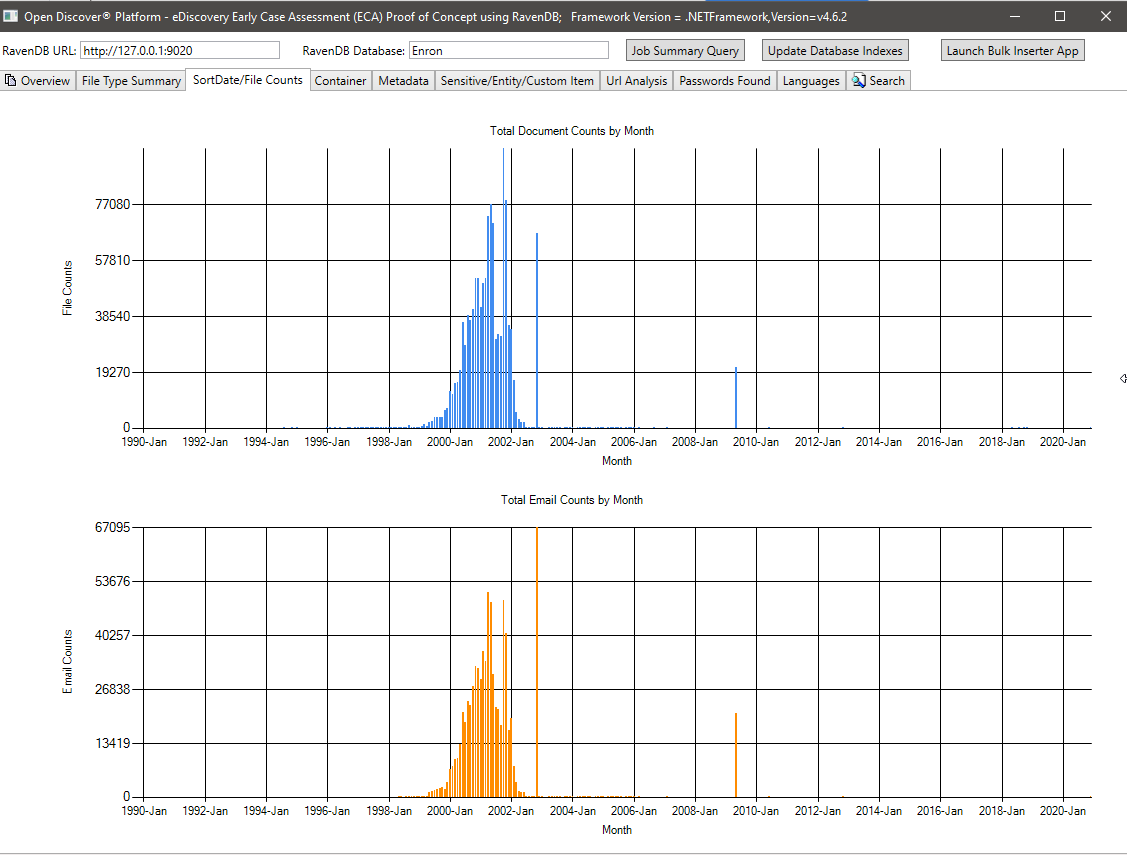 Open Discover® Platform - eDiscovery Early Case Assessment (ECA) Proof of Concept using RavenDB;   Framework Version = .NETFramework,Version=v4.6.2
RavenDB URL: http://127.0.0.1:9020 RavenDB Database: Enron Job Summary Query Update Database Indexes Launch Bulk Inserter App
Overview File Type Summary SortDate/File Counts Container Metadata Sensitive/Entity/Custom Item Url Analysis Passwords Found Languages Search
Total Document Counts by Month
77080
57810
38540
19270
0
File Counts
1990-Jan 1992-Jan 1994-Jan 1996-Jan 1998-Jan 2000-Jan 2002-Jan 2004-Jan 2006-Jan 2008-Jan 2010-Jan 2012-Jan 2014-Jan 2016-Jan 2018-Jan 2020-Jan
Month
Total Email Counts by Month
67095
53676
40257
26838
13419
0
Email Counts
1990-Jan 1992-Jan 1994-Jan 1996-Jan 1998-Jan 2000-Jan 2002-Jan 2004-Jan 2006-Jan 2008-Jan 2010-Jan 2012-Jan 2014-Jan 2016-Jan 2018-Jan 2020-Jan
Month